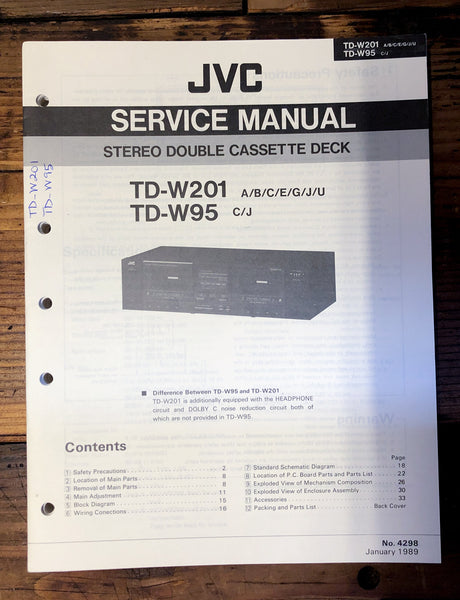 TD-W201 A/B/C/E/G/J/U
TD-W95 C/J
JVC
SERVICE MANUAL
STEREO DOUBLE CASSETTE DECK
TD-W201 A/B/C/E/G/J/U
TD-W95 C/J
TD-W201
TD-W95
JVC
■ Difference Between TD-W95 and TD-W201
TD-W201 is additionally equipped with the HEADPHONE
circuit and DOLBY C noise reduction circuit both of
which are not provided in TD-W95.
Contents
1 Safety Precautions 2
2 Location of Main Parts 8
3 Removal of Main Parts 8
4 Main Adjustment 11
5 Block Diagram 15
6 Wiring Conections 16
Page
7 Standard Schematic Diagram 18
8 Location of P.C. Board Parts and Parts List 22
9 Exploded View of Mechanism Composition 26
10 Exploded View of Enclosure Assembly 30
11 Accessories 33
12 Packing and Parts List Back Cover
No. 4298
January 1989